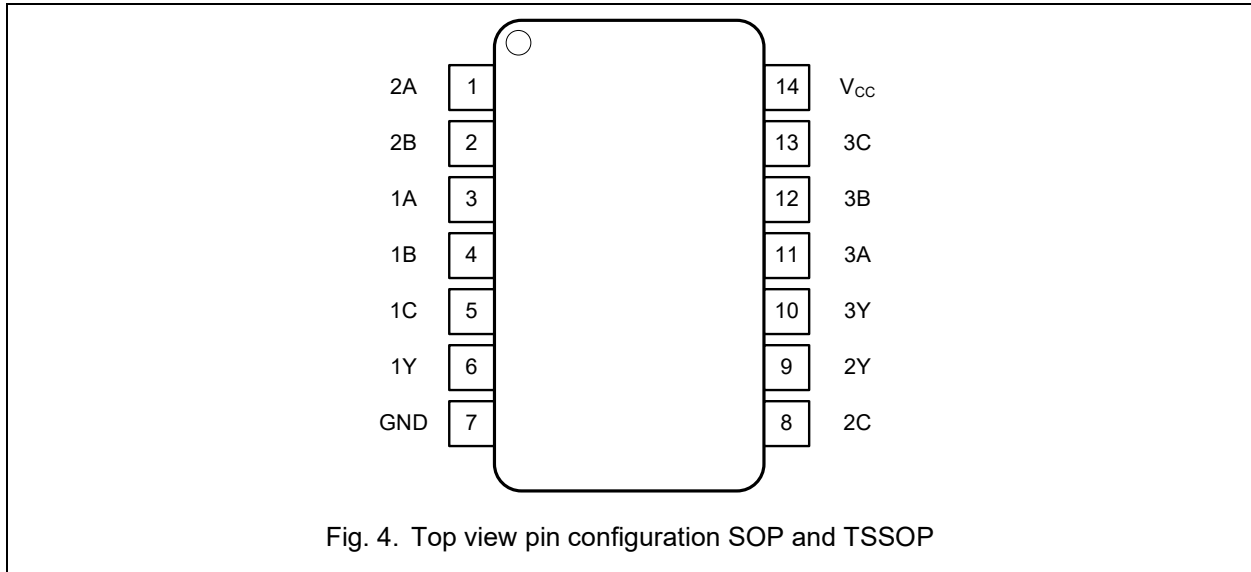 2A 1 14 VCC
2B 2 13 3C
1A 3 12 3B
1B 4 11 3A
1C 5 10 3Y
1Y 6 9 2Y
GND 7 8 2C
Fig. 4. Top view pin configuration SOP and TSSOP